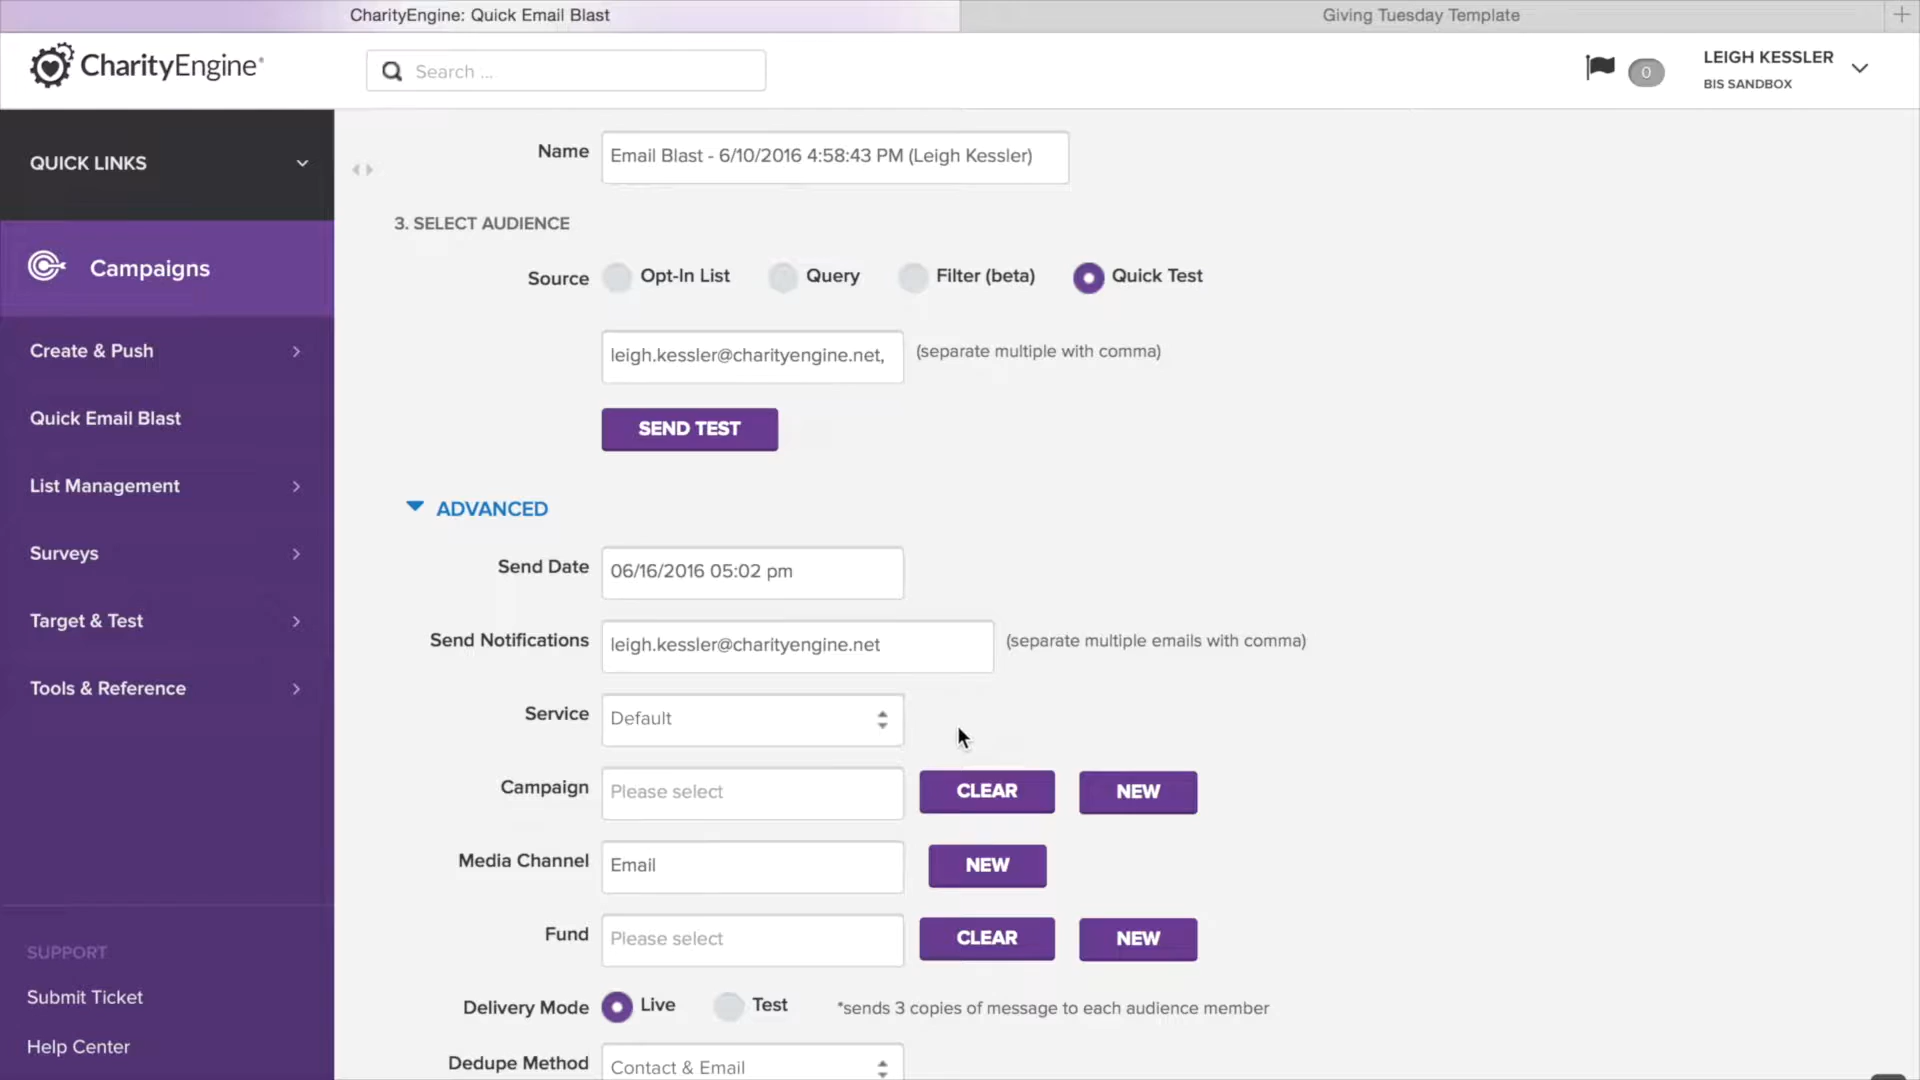 CharityEngine: Quick Email Blast
Giving Tuesday Template
CharityEngine
Search ...
0
LEIGH KESSLER
BIS SANDBOX
QUICK LINKS
Campaigns
Create & Push
Quick Email Blast
List Management
Surveys
Target & Test
Tools & Reference
SUPPORT
Submit Ticket
Help Center
Name
Email Blast - 6/10/2016 4:58:43 PM (Leigh Kessler)
3. SELECT AUDIENCE
Source
Opt-In List
Query
Filter (beta)
Quick Test
leigh.kessler@charityengine.net,
(separate multiple with comma)
SEND TEST
ADVANCED
Send Date
06/16/2016 05:02 pm
Send Notifications
leigh.kessler@charityengine.net
(separate multiple emails with comma)
Service
Default
Campaign
Please select
CLEAR
NEW
Media Channel
Email
NEW
Fund
Please select
CLEAR
NEW
Delivery Mode
Live
Test
*sends 3 copies of message to each audience member
Dedupe Method
Contact & Email